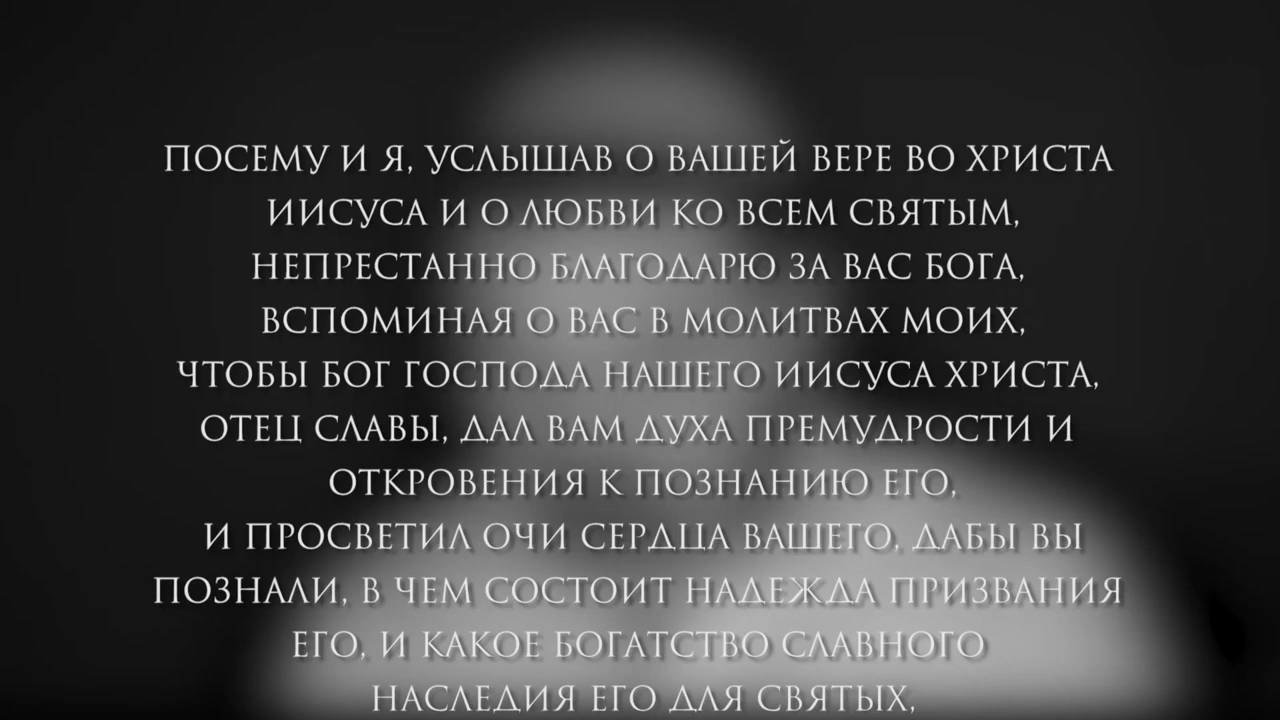 ПОСЕМУ И Я, УСЛЫШАВ О ВАШЕЙ ВЕРЕ ВО ХРИСТА
ИИСУСА И О ЛЮБВИ КО ВСЕМ СВЯТЫМ,
НЕПРЕСТАННО БЛАГОДАРЮ ЗА ВАС БОГА,
ВСПОМИНАЯ О ВАС В МОЛИТВАХ МОИХ,
ЧТОБЫ БОГ ГОСПОДА НАШЕГО ИИСУСА ХРИСТА,
ОТЕЦ СЛАВЫ, ДАЛ ВАМ ДУХА ПРЕМУДРОСТИ И
ОТКРОВЕНИЯ К ПОЗНАНИЮ ЕГО,
И ПРОСВЕТИЛ ОЧИ СЕРДЦА ВАШЕГО, ДАБЫ ВЫ
ПОЗНАЛИ, В ЧЕМ СОСТОИТ НАДЕЖДА ПРИЗВАНИЯ
ЕГО, И КАКОЕ БОГАТСТВО СЛАВНОГО
НАСЛЕДИЯ ЕГО ДЛЯ СВЯТЫХ,